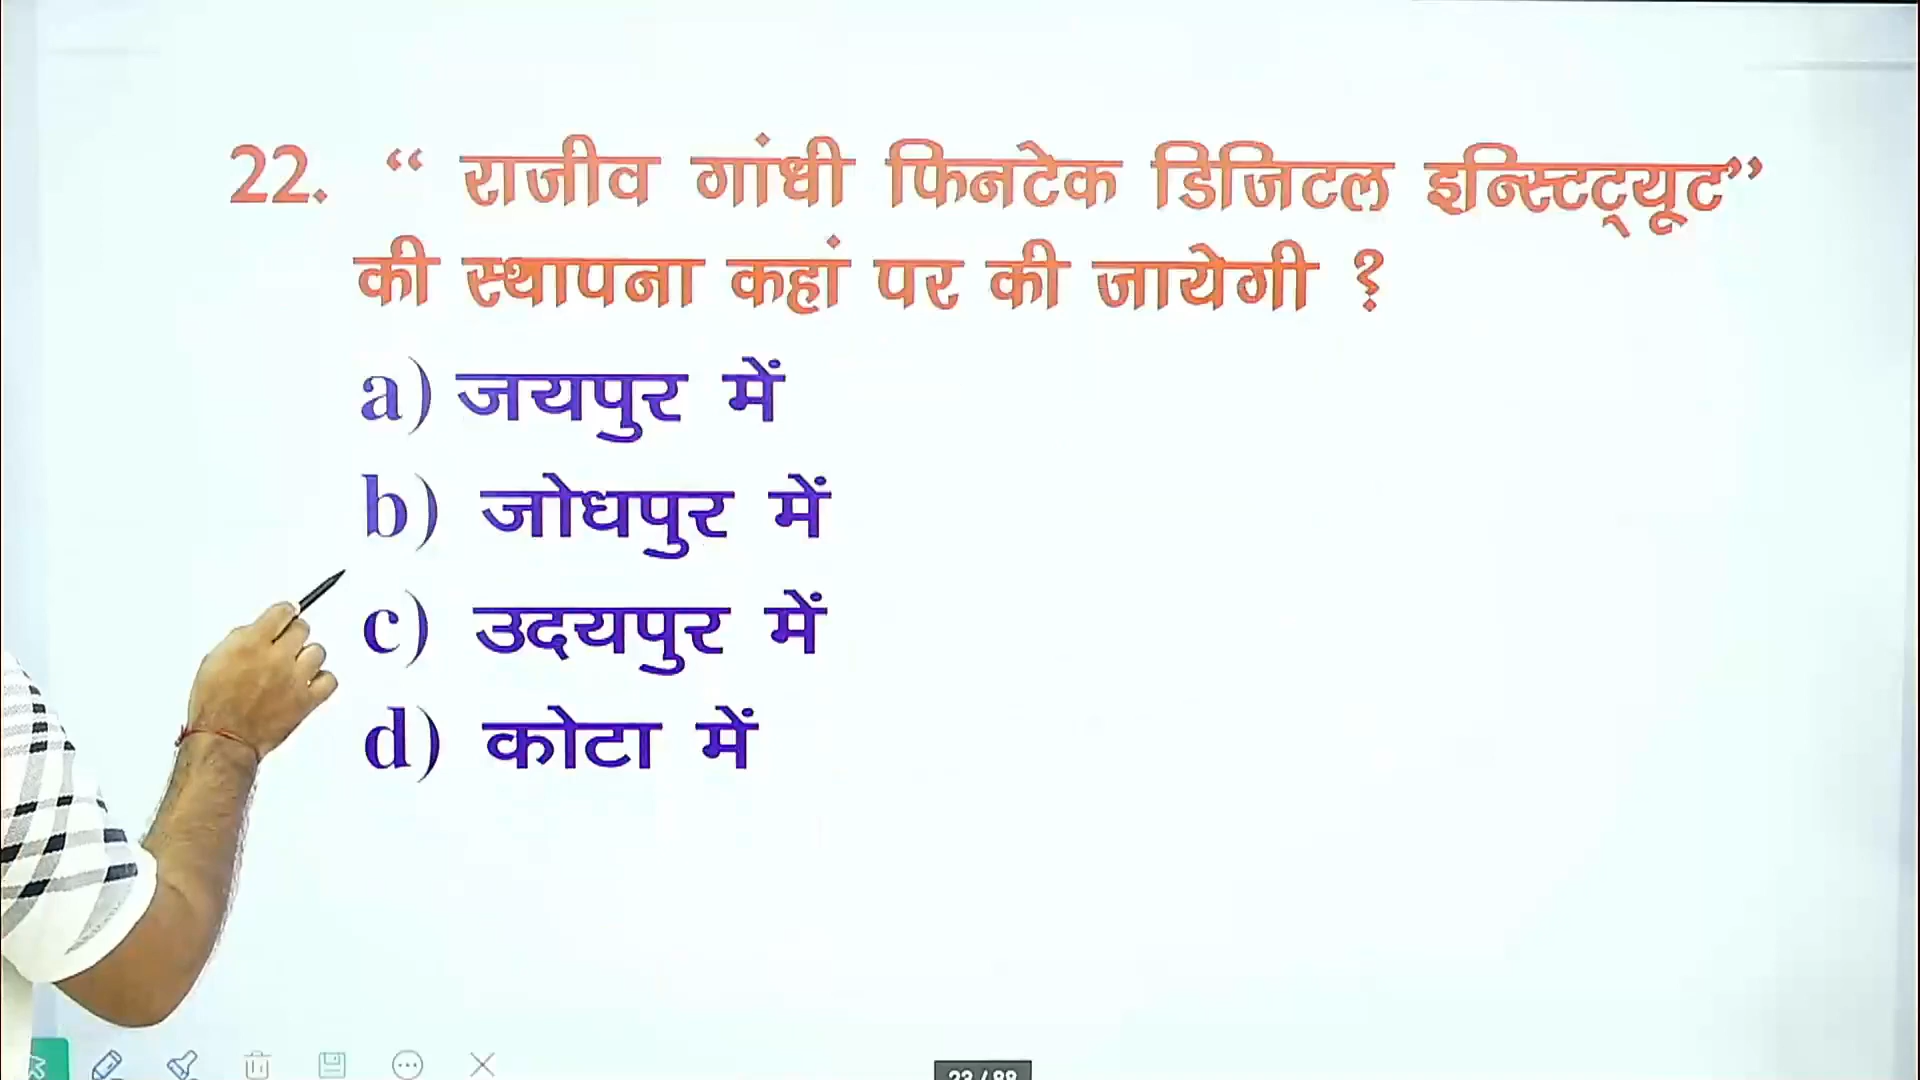 22. “ राजीव गांधी फिनटेक डिजिटल इन्स्टिट्यूट”
की स्थापना कहां पर की जायेगी ?
a) जयपुर में
b) जोधपुर में
c) उदयपुर में
d) कोटा में